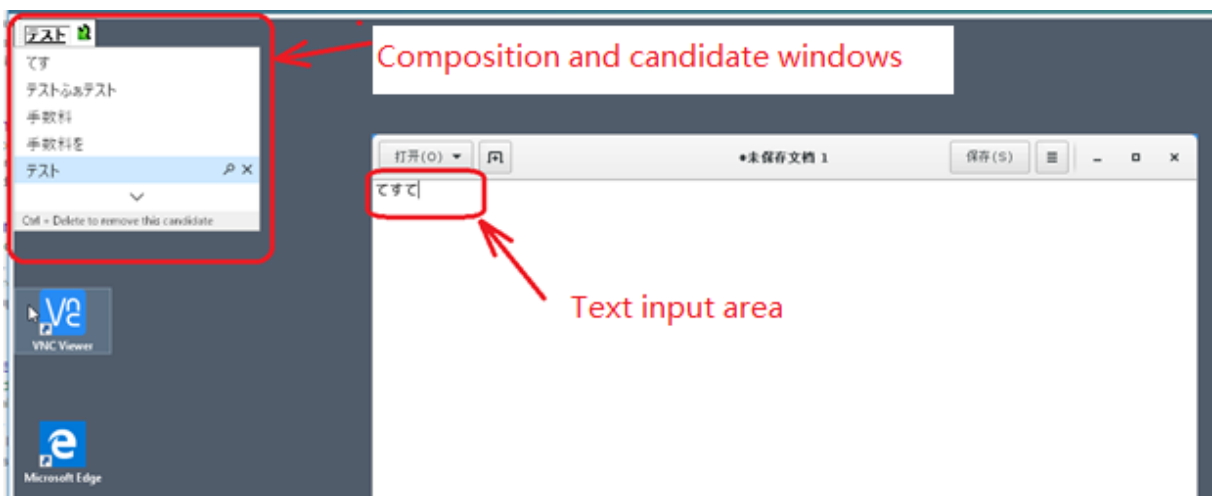 テスト
てす
テストふぁテスト
手数料
手数料を
テスト
Ctrl + Delete to remove this candidate
Composition and candidate windows
打开(O)
•未保存文档 1
保存(S)
てすて
Text input area
VNC Viewer
Microsoft Edge